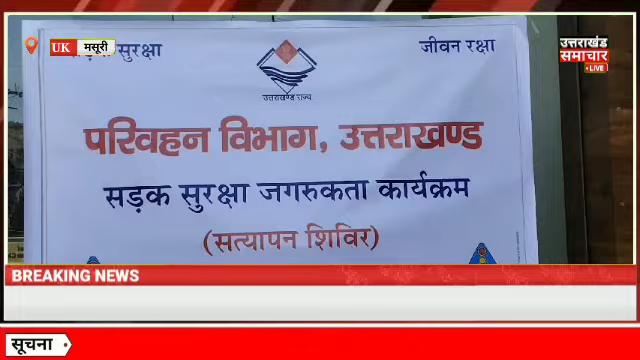 UK मसूरी
सुरक्षा
जीवन रक्षा
उत्तराखंड
समाचार
LIVE
उत्तराखण्ड राज्य
परिवहन विभाग, उत्तराखण्ड
सड़क सुरक्षा जगरुकता कार्यक्रम
(सत्यापन शिविर)
BREAKING NEWS
सूचना